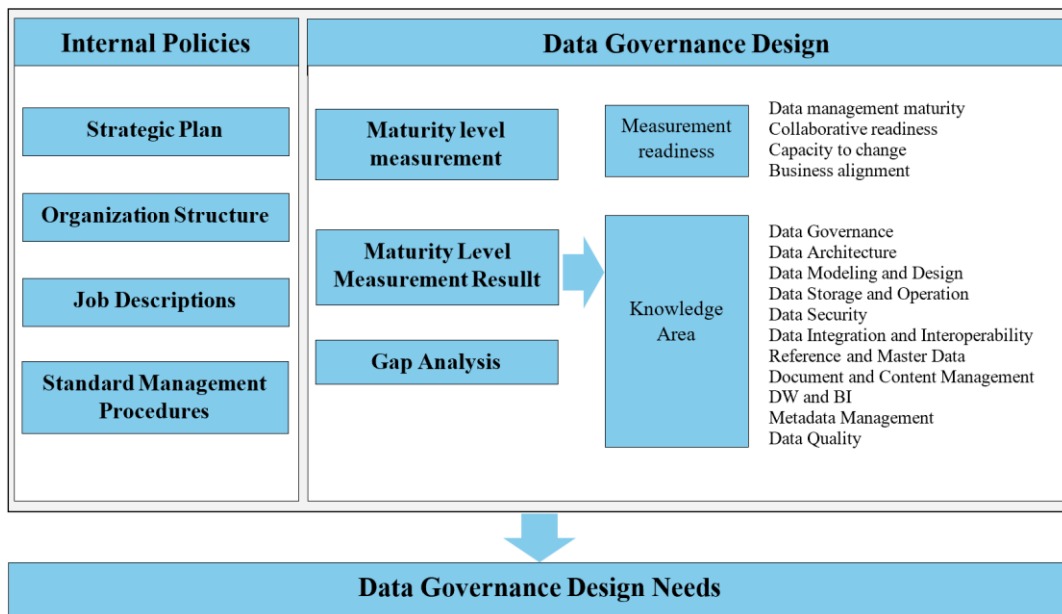 Internal Policies
Strategic Plan
Organization Structure
Job Descriptions
Standard Management
Procedures
Data Governance Design
Maturity level
measurement
Measurement
readiness
Data management maturity
Collaborative readiness
Capacity to change
Business alignment
Maturity Level
Measurement Resullt
Gap Analysis
Knowledge
Area
Data Governance
Data Architecture
Data Modeling and Design
Data Storage and Operation
Data Security
Data Integration and Interoperability
Reference and Master Data
Document and Content Management
DW and BI
Metadata Management
Data Quality
Data Governance Design Needs